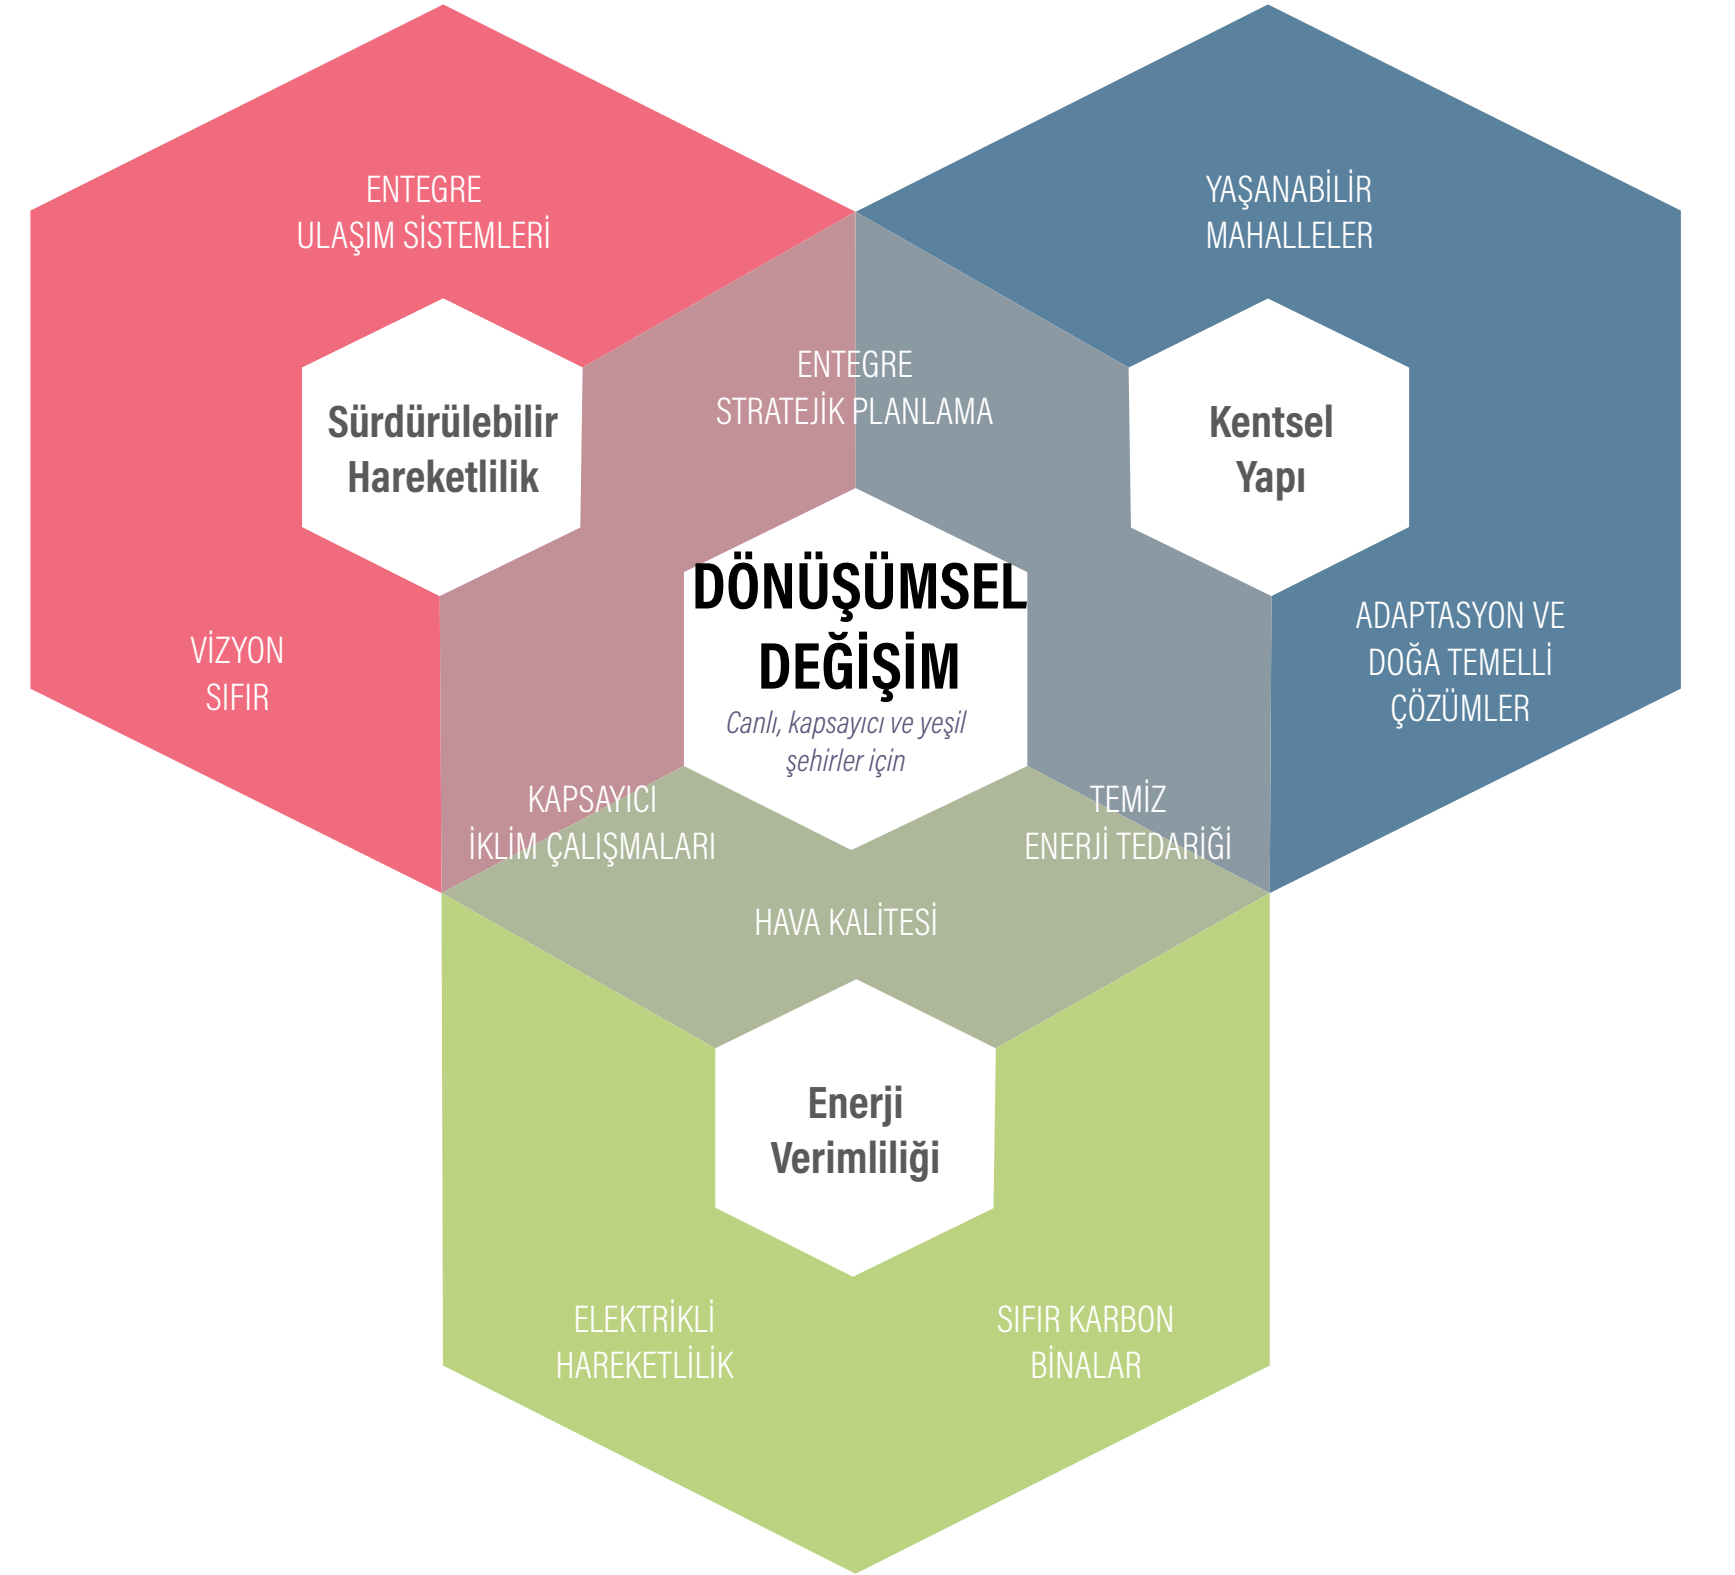 ENTEGRE
ULAŞIM SİSTEMLERİ
YAŞANABİLİR
MAHALLELER
ENTEGRE
STRATEJİK PLANLAMA
Sürdürülebilir
Hareketlilik
Kentsel
Yapı
DÖNÜŞÜMSEL
DEĞİŞİM
Canlı, kapsayıcı ve yeşil
şehirler için
VİZYON
SIFIR
ADAPTASYON VE
DOĞA TEMELLİ
ÇÖZÜMLER
KAPSAYICI
İKLİM ÇALIŞMALARI
TEMİZ
ENERJİ TEDARİĞİ
HAVA KALİTESİ
Enerji
Verimliliği
ELEKTRİKLİ
HAREKETLİLİK
SIFIR KARBON
BİNALAR